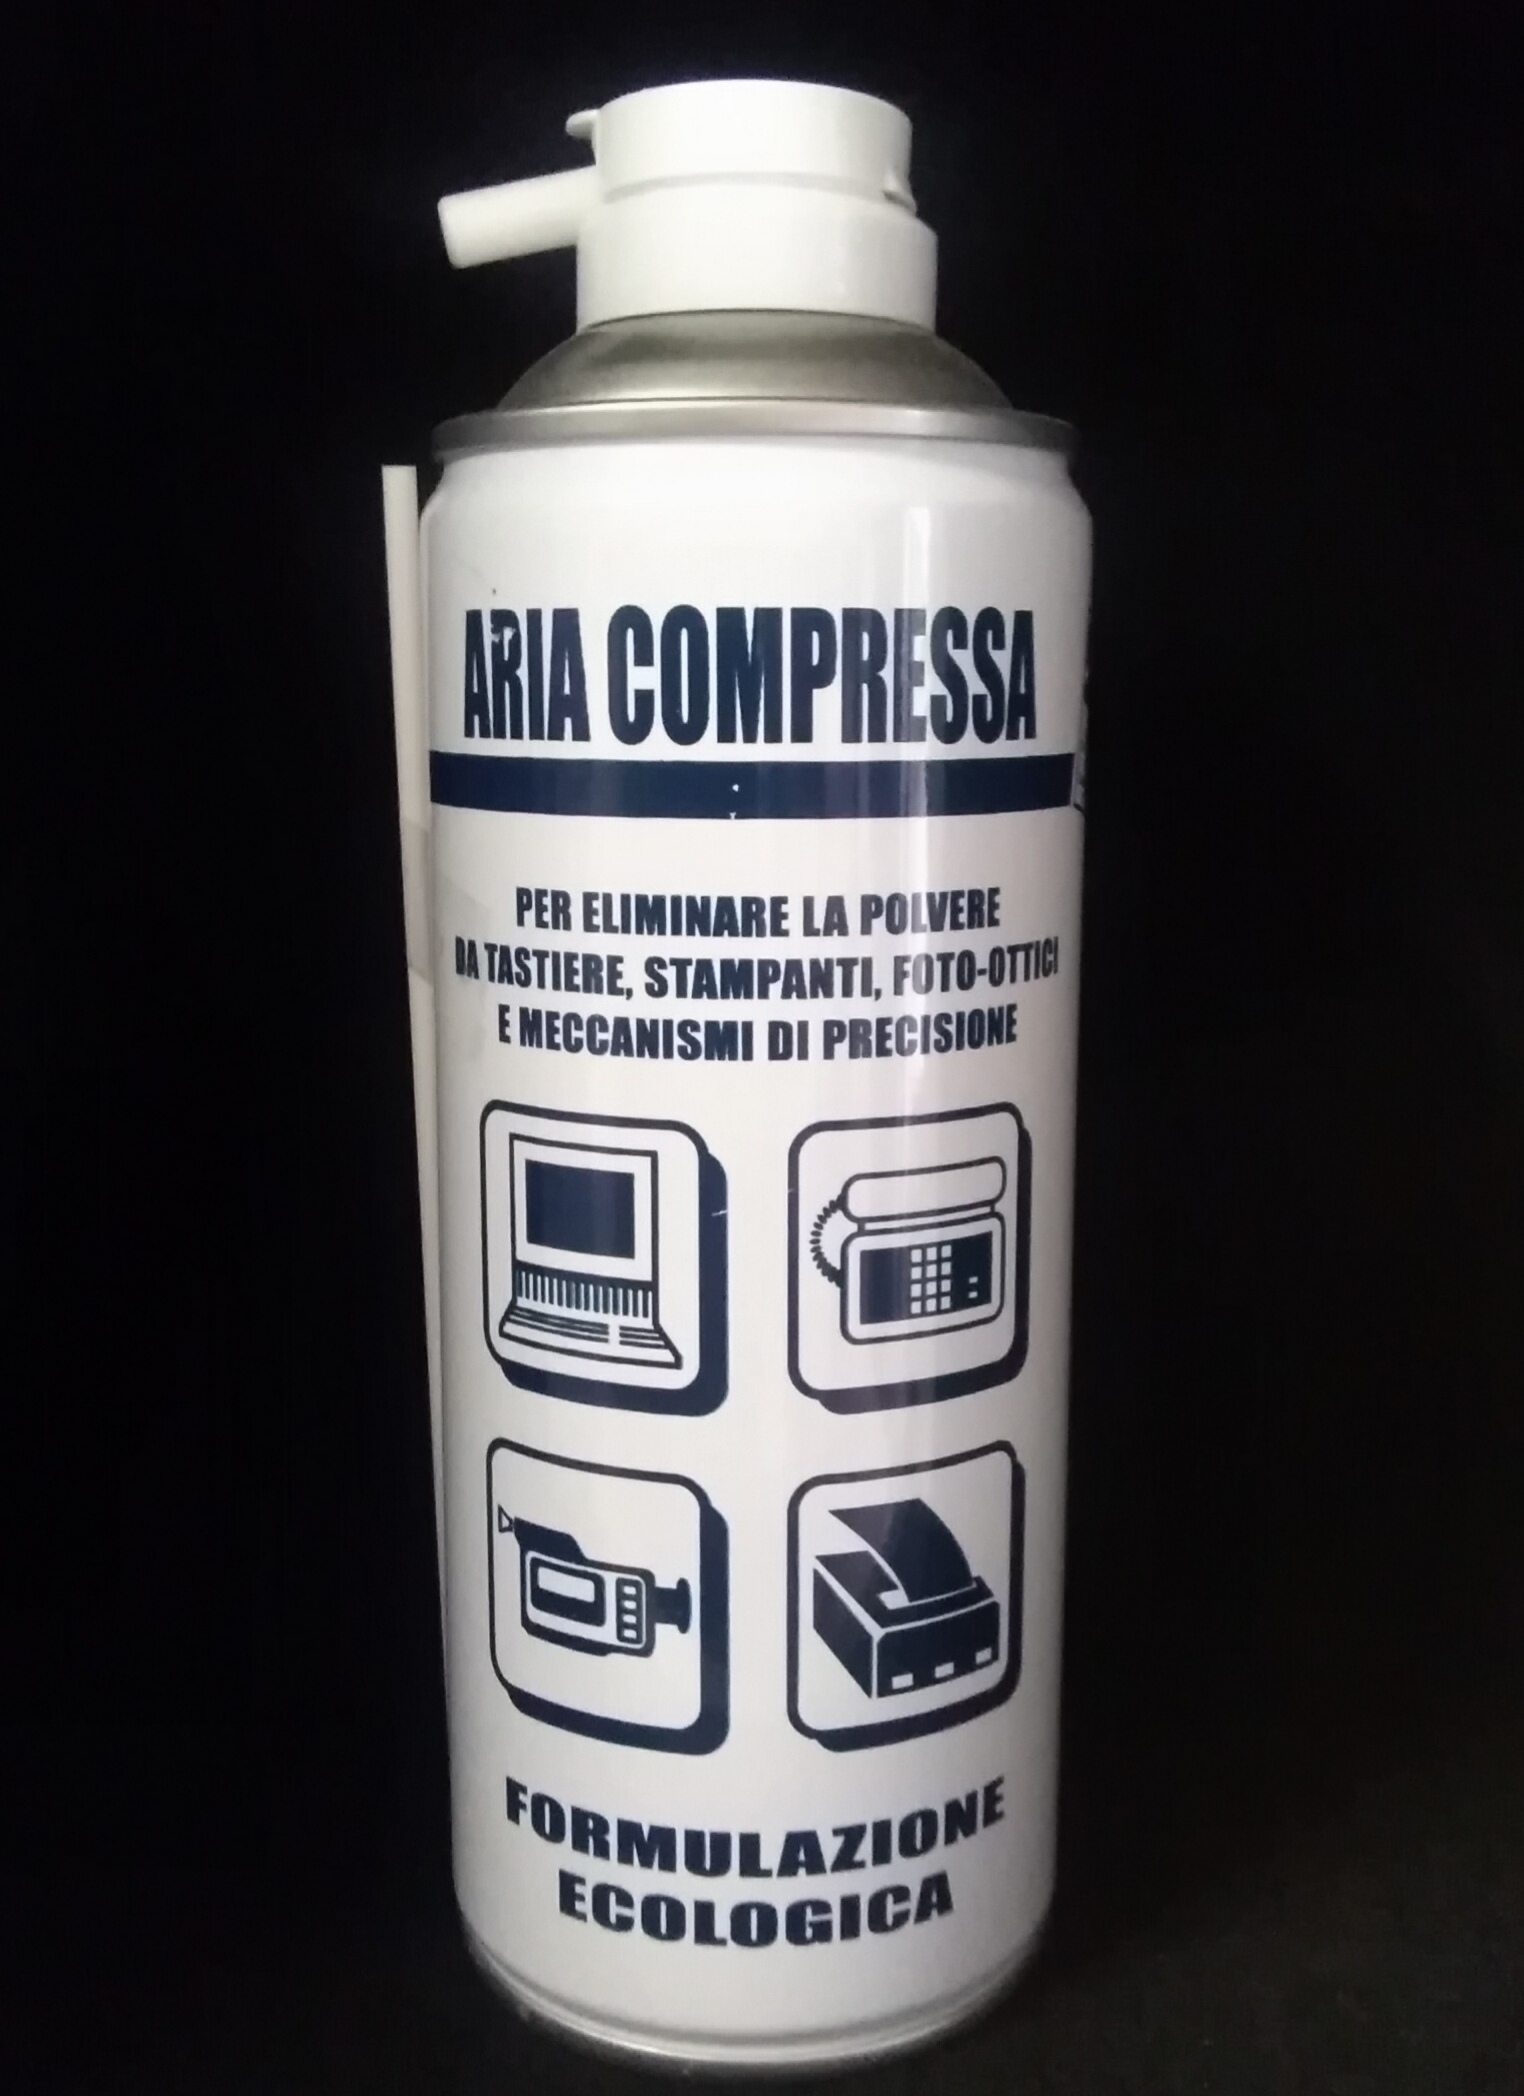 ARIA COMPRESSA
PER ELIMINARE LA POLVERE
DA TASTIERE, STAMPANTI, FOTO-OTTICI
E MECCANISMI DI PRECISIONE
FORMULAZIONE
ECOLOGICA